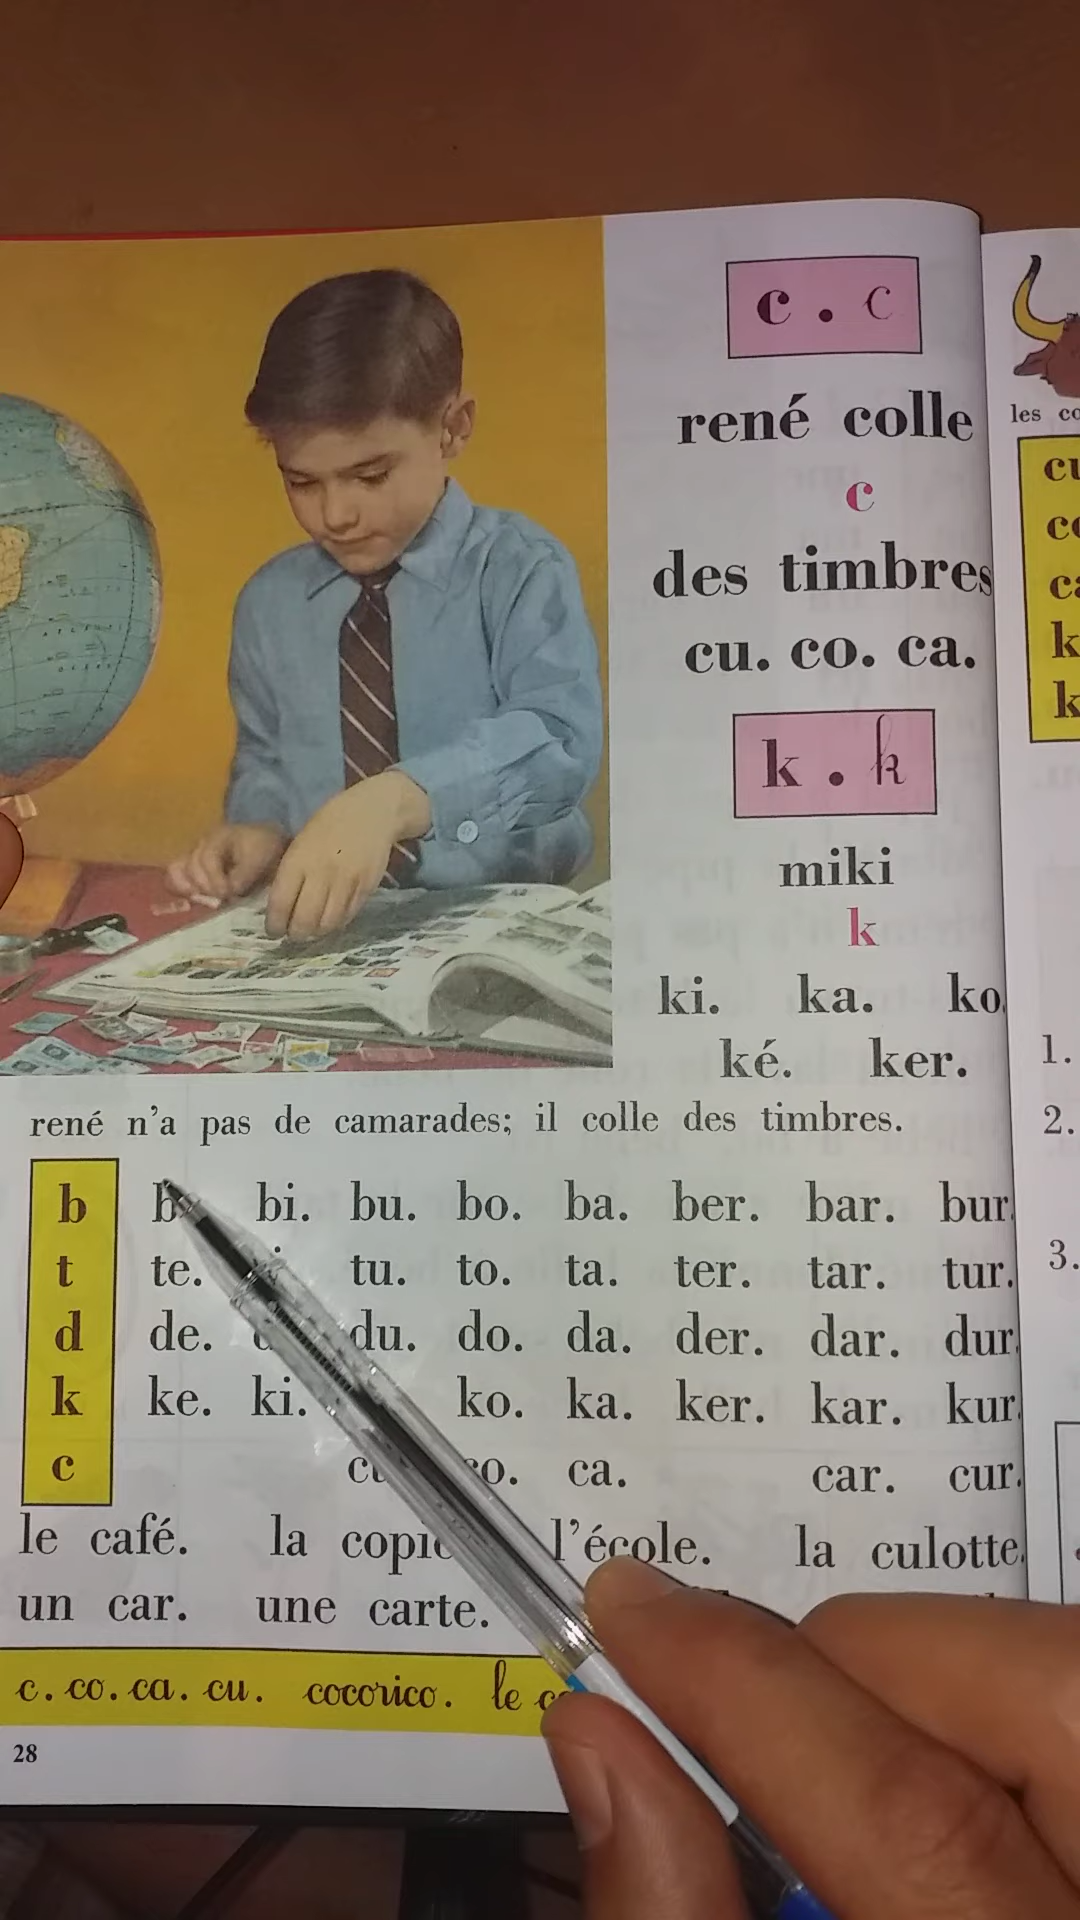 c . c
rené colle
c
des timbres
cu. co. ca.
k . k
miki
k
ki. ka. ko.
ké. ker.
rené n'a pas de camarades; il colle des timbres.
b bi. bu. bo. ba. ber. bar. bur.
t te. tu. to. ta. ter. tar. tur.
d de. du. do. da. der. dar. dur.
k ke. ki. ko. ka. ker. kar. kur.
c ca. car. cur.
le café. la l'école. la culotte.
un car. une carte.
c. co. ca. cu. cocorico. le
28
les
k
k
1.
2.
3.